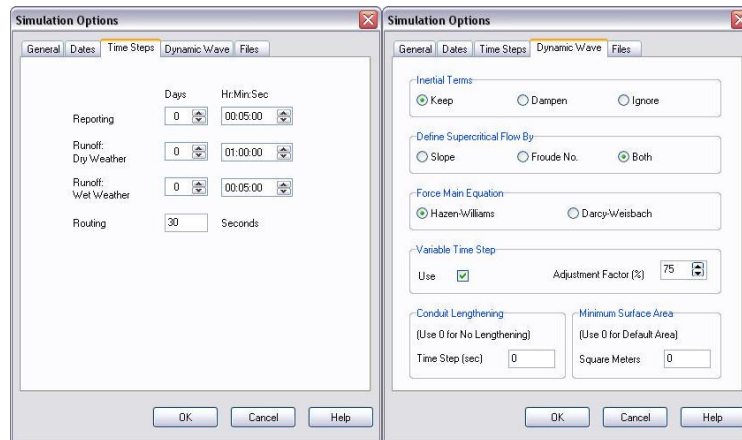 Simulation Options
General Dates Time Steps Dynamic Wave Files
Days Hr:Min:Sec
Reporting 0 00:05:00
Runoff:
Dry Weather 0 01:00:00
Runoff:
Wet Weather 0 00:05:00
Routing 30 Seconds
OK Cancel Help
Simulation Options
General Dates Time Steps Dynamic Wave Files
Inertial Terms
Keep Dampen Ignore
Define Supercritical Flow By
Slope Froude No. Both
Force Main Equation
Hazen-Williams Darcy-Weisbach
Variable Time Step
Use Adjustment Factor (%) 75
Conduit Lengthening
(Use 0 for No Lengthening)
Time Step (sec) 0
Minimum Surface Area
(Use 0 for Default Area)
Square Meters 0
OK Cancel Help